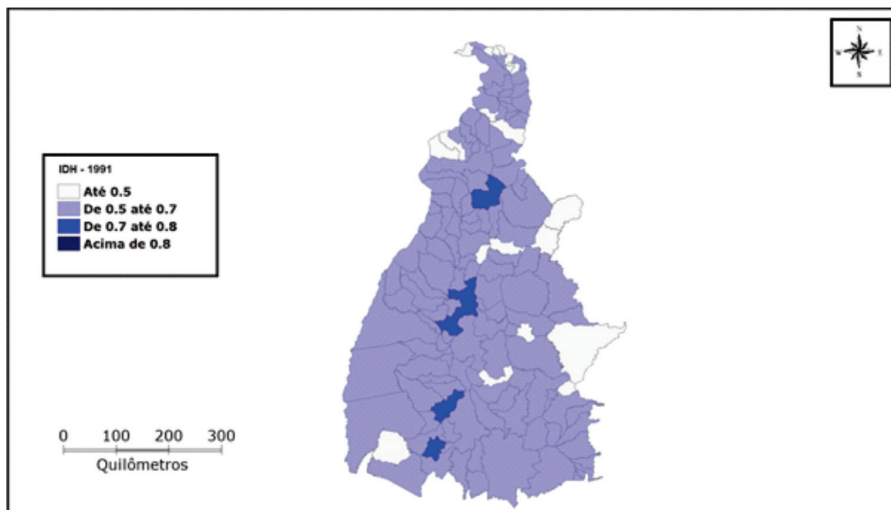 N
W E
S
IDH - 1991
Até 0.5
De 0.5 até 0.7
De 0.7 até 0.8
Acima de 0.8
0 100 200 300
Quilômetros